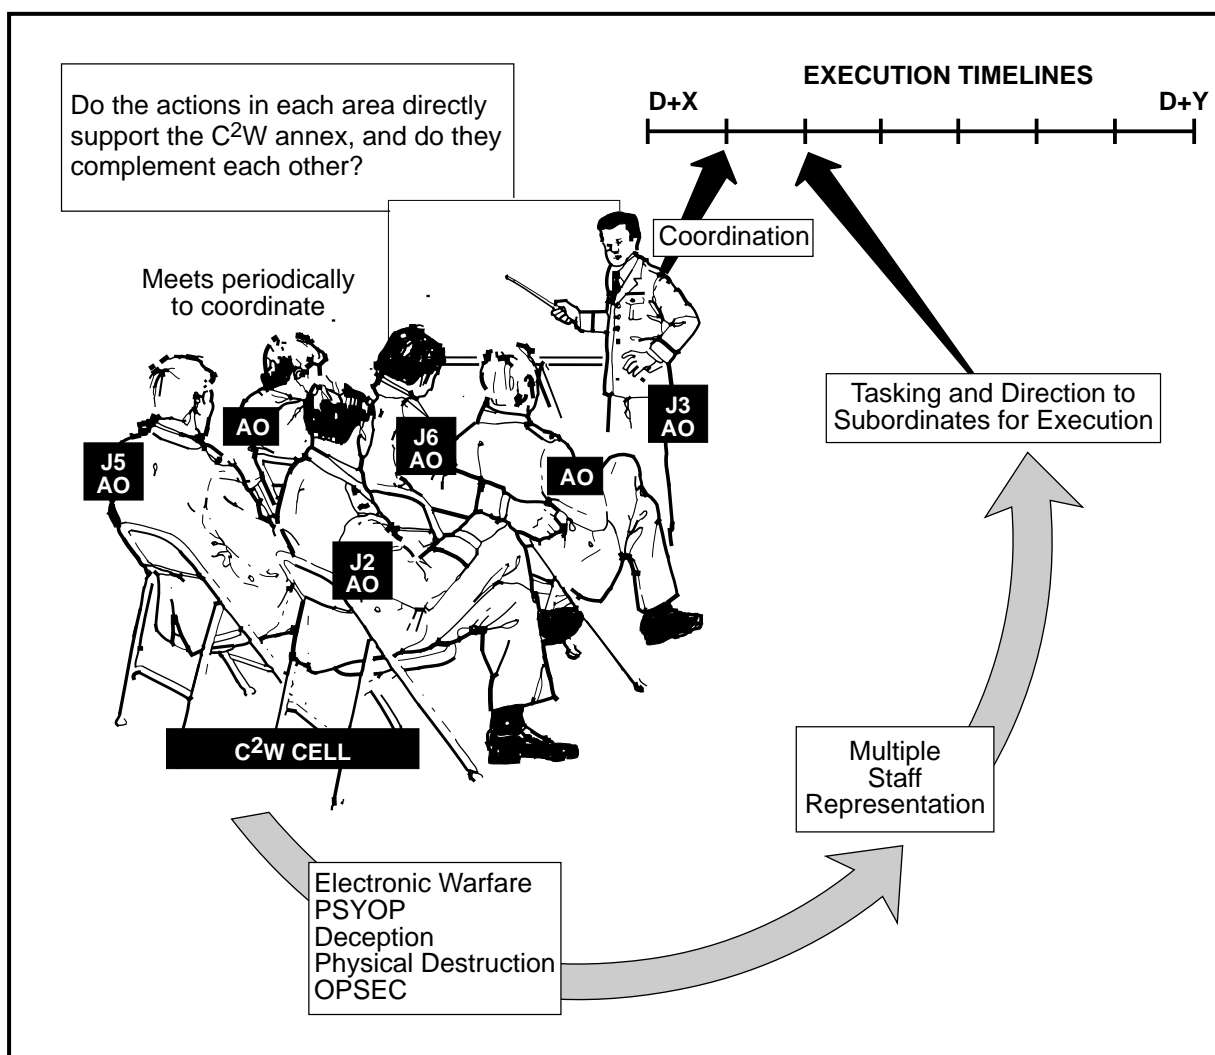 EXECUTION TIMELINES
D+X
D+Y
Do the actions in each area directly
support the C²W annex, and do they
complement each other?
Coordination
Meets periodically
to coordinate
Tasking and Direction to
Subordinates for Execution
J3
AO
AO
J6
AO
J5
AO
AO
J2
AO
C²W CELL
Multiple
Staff
Representation
Electronic Warfare
PSYOP
Deception
Physical Destruction
OPSEC